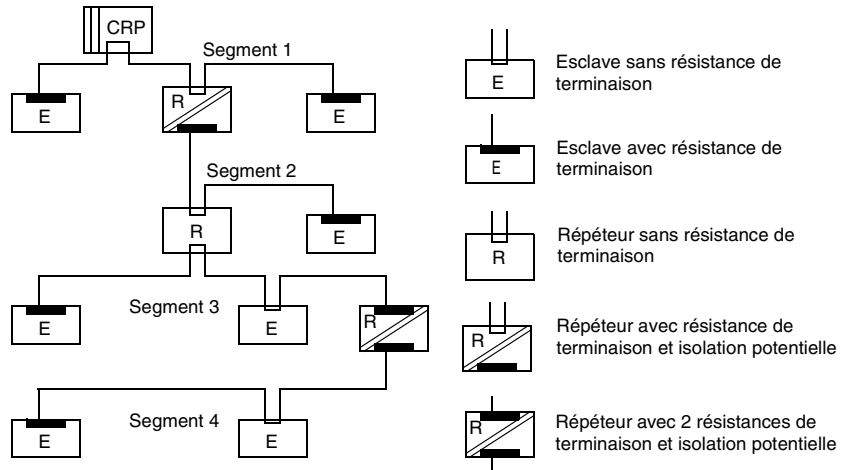 CRP
Segment 1
E
R
E
Segment 2
R
E
Segment 3
E
E
R
Segment 4
E
E
E
Esclave sans résistance de
terminaison
E
Esclave avec résistance de
terminaison
R
Répéteur sans résistance de
terminaison
R
Répéteur avec résistance de
terminaison et isolation potentielle
R
Répéteur avec 2 résistances de
terminaison et isolation potentielle